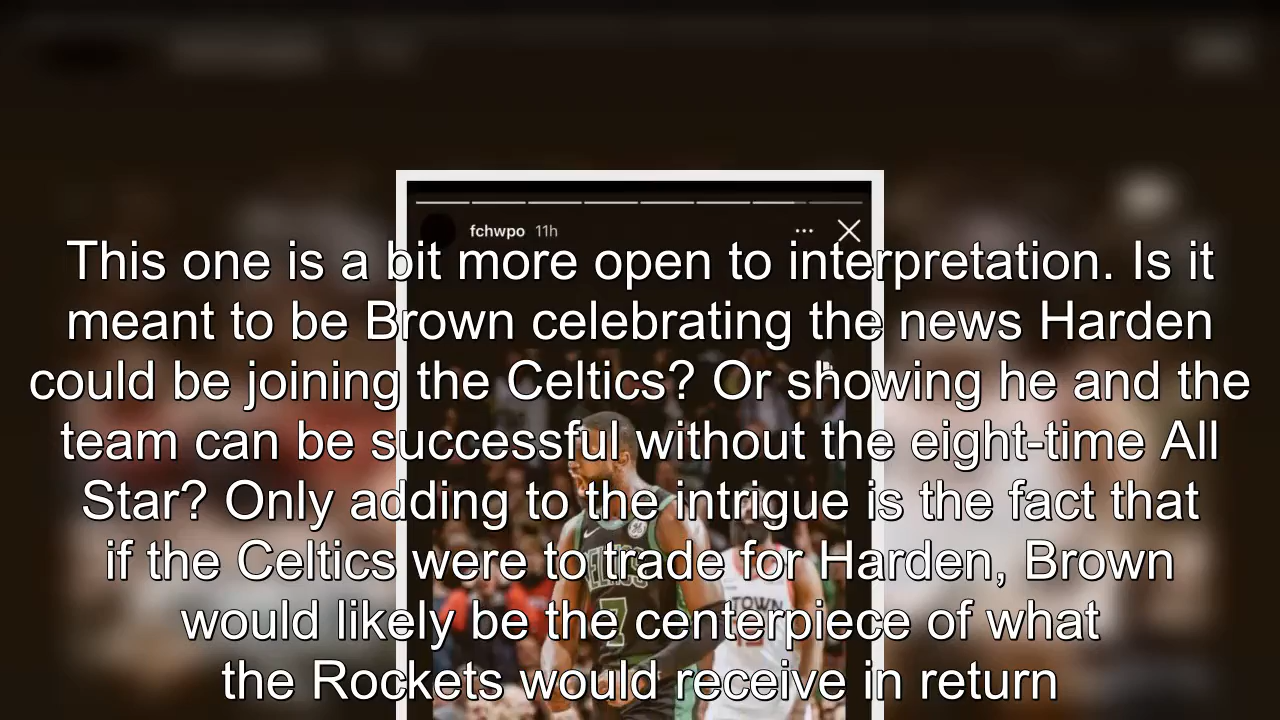 fchwpo 11h
This one is a bit more open to interpretation. Is it
meant to be Brown celebrating the news Harden
could be joining the Celtics? Or showing he and the
team can be successful without the eight-time All
Star? Only adding to the intrigue is the fact that
if the Celtics were to trade for Harden, Brown
would likely be the centerpiece of what
the Rockets would receive in return
CELTICS
7
TOWN